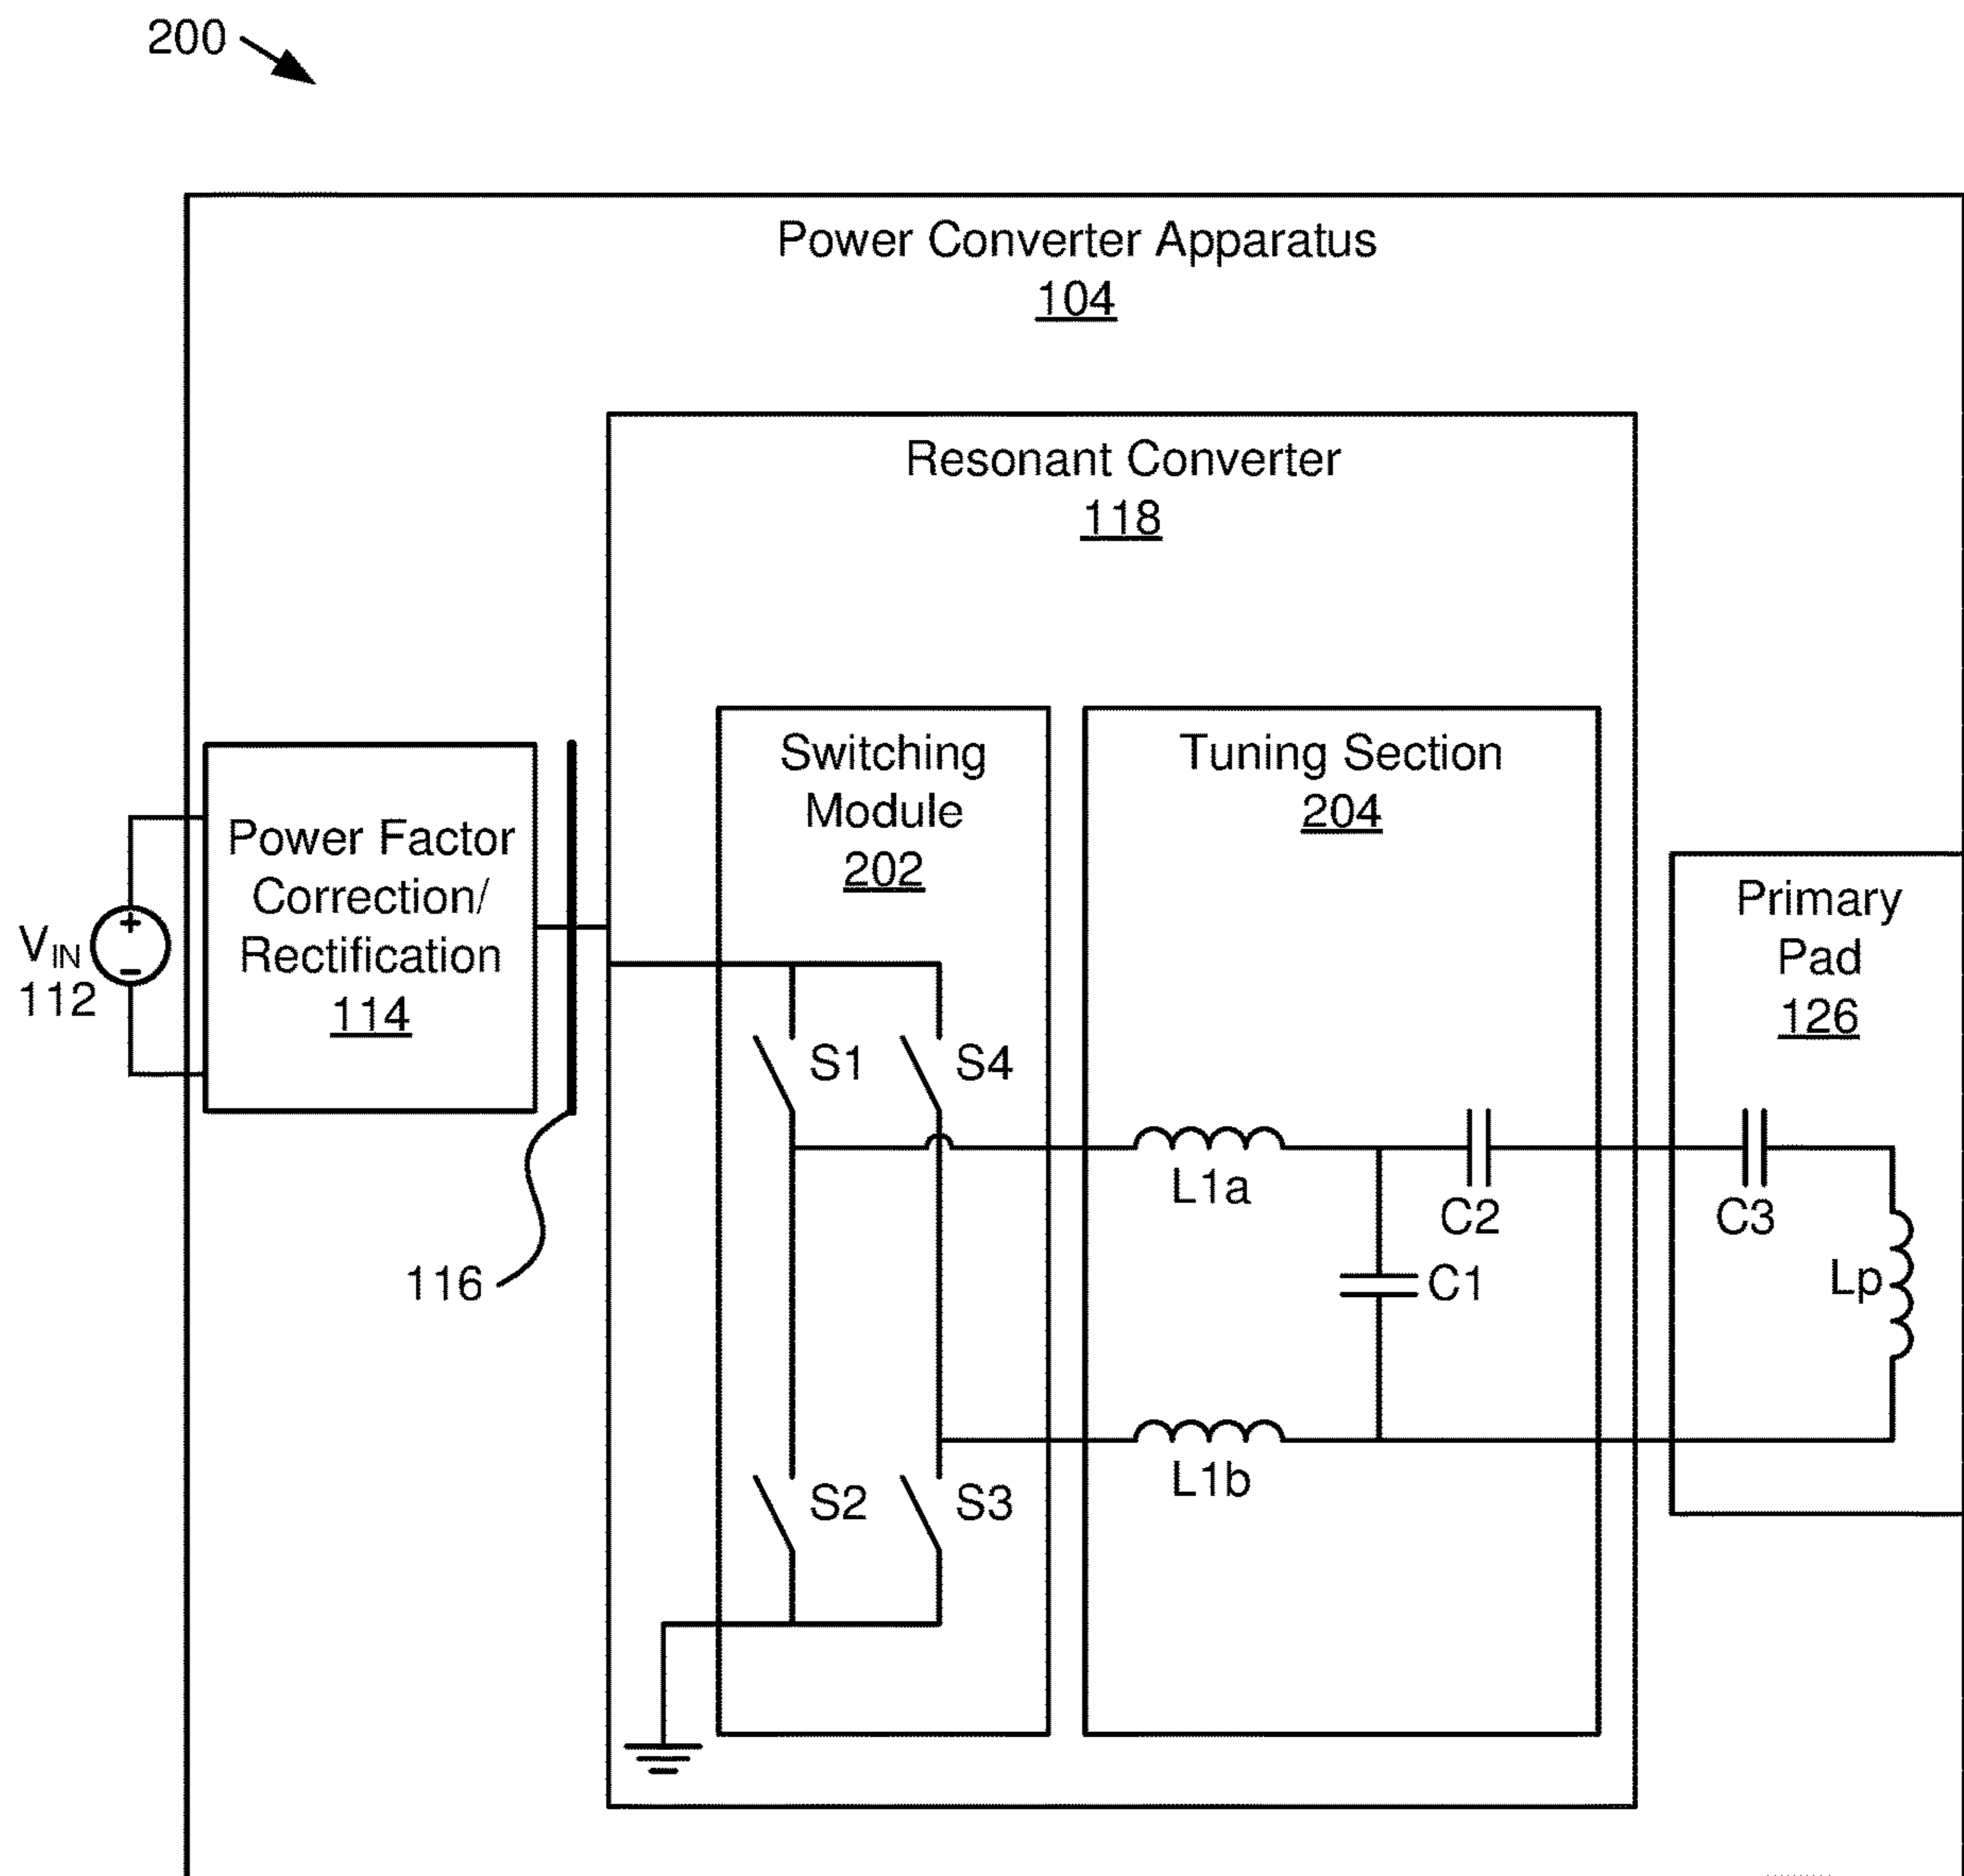 200
Power Converter Apparatus
104
Resonant Converter
118
Switching
Module
202
Tuning Section
204
Power Factor
Correction/
Rectification
114
VIN
112
Primary
Pad
126
S1
S4
L1a
C2
C3
116
C1
Lp
S2
S3
L1b
+
−